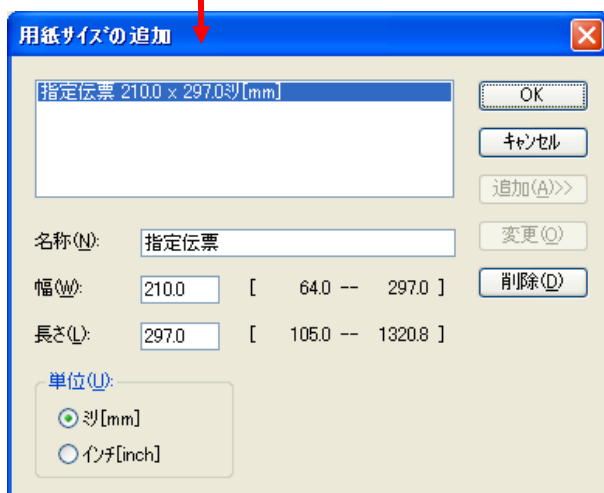 用紙ｻｲｽﾞの追加
指定伝票 210.0 x 297.0ﾐﾘ[mm]
OK
ｷｬﾝｾﾙ
追加(A)>>
名称(N): 指定伝票
変更(O)
幅(W): 210.0 [ 64.0 -- 297.0 ]
削除(D)
長さ(L): 297.0 [ 105.0 -- 1320.8 ]
単位(U):
ﾐﾘ[mm]
ｲﾝﾁ[inch]